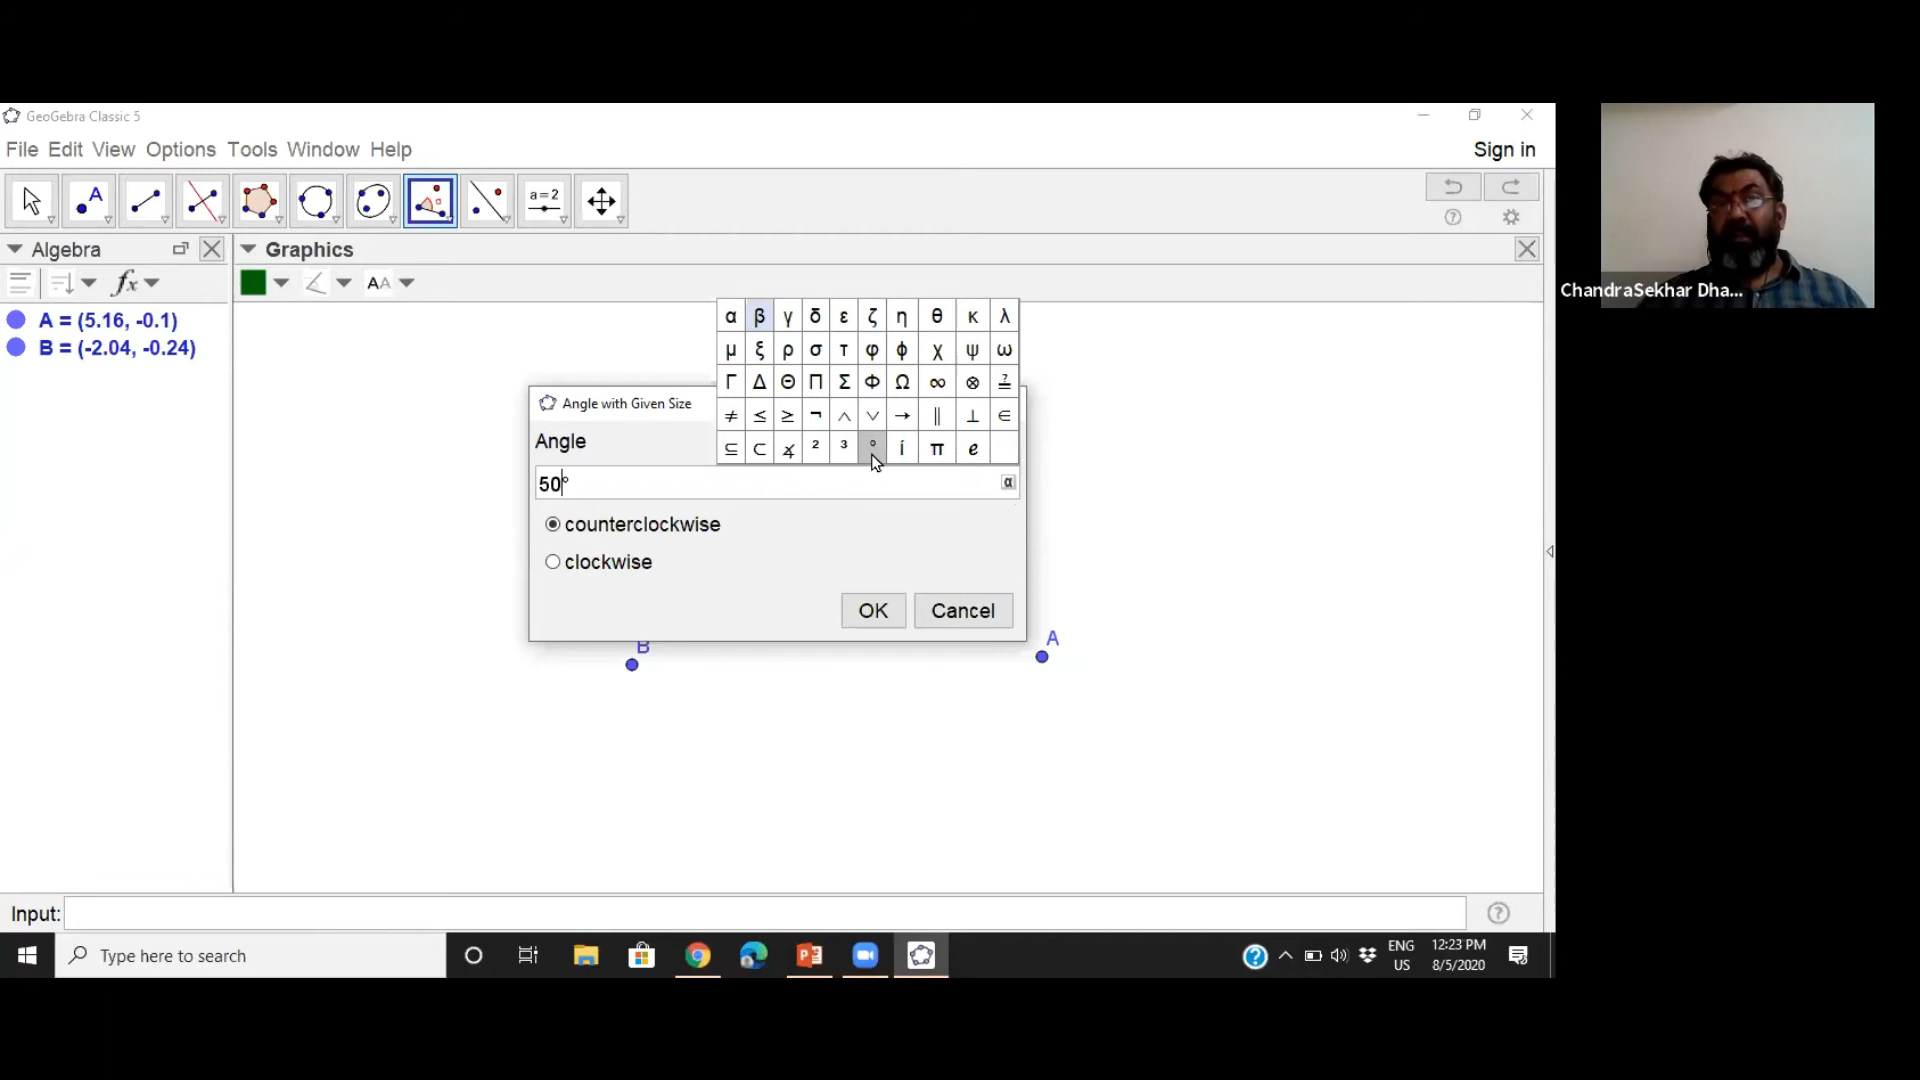 GeoGebra Classic 5
File Edit View Options Tools Window Help
Sign in
A
a=2
Algebra
Graphics
fx
AA
A = (5.16, -0.1)
B = (-2.04, -0.24)
α β γ δ ε ζ η θ κ λ
μ ξ ρ σ τ φ ϕ χ ψ ω
Γ Δ Θ Π Σ Φ Ω ∞ ⊗ ≟
≠ ≤ ≥ ¬ ∧ ∨ → ∥ ⊥ ∈
⊆ ⊂ ∡ ² ³ ° í π e
Angle with Given Size
Angle
50°
α
counterclockwise
clockwise
OK Cancel
B
A
Input:
Type here to search
ENG
US
12:23 PM
8/5/2020
ChandraSekhar Dha...